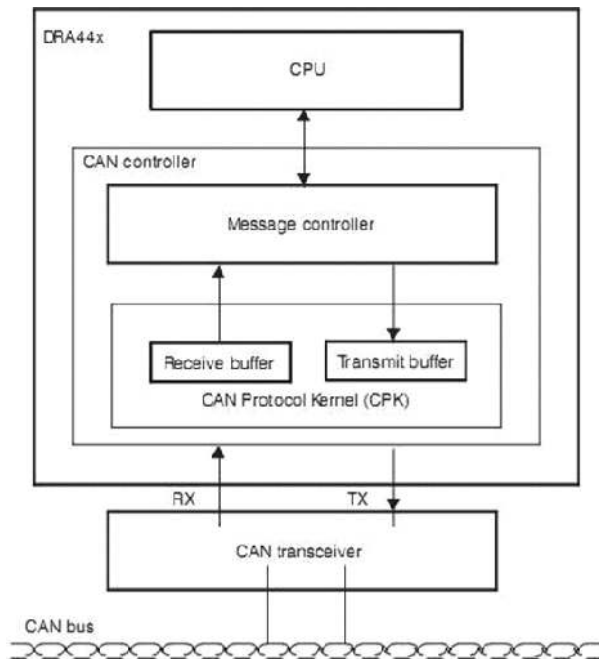 DRA44x
CPU
CAN controller
Message controller
Receive buffer
Transmit buffer
CAN Protocol Kernel (CPK)
RX
TX
CAN transceiver
CAN bus